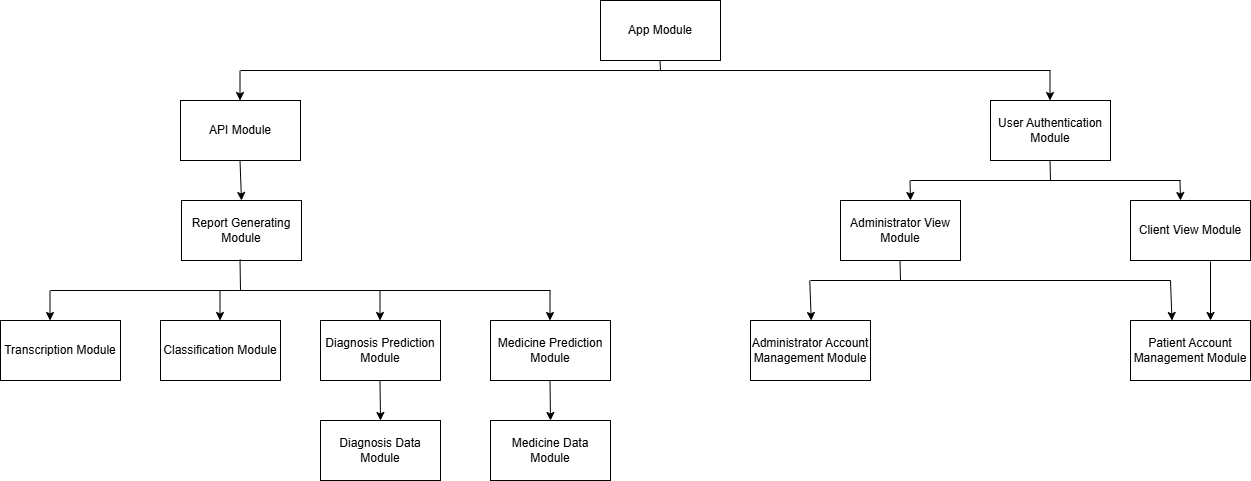 App Module
API Module
User Authentication
Module
Report Generating
Module
Administrator View
Module
Client View Module
Transcription Module
Classification Module
Diagnosis Prediction
Module
Medicine Prediction
Module
Administrator Account
Management Module
Patient Account
Management Module
Diagnosis Data
Module
Medicine Data
Module